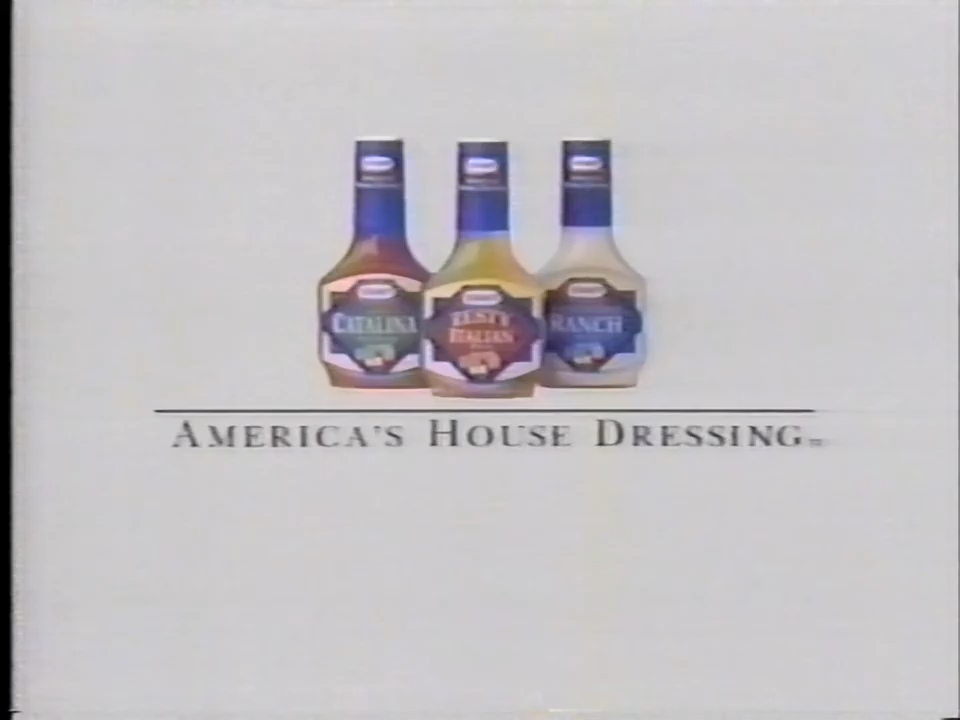 CATALINA
ZESTY
ITALIAN
RANCH
AMERICA'S HOUSE DRESSING